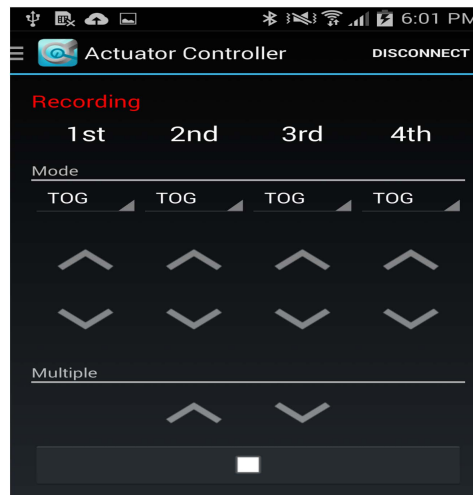 6:01 PM
Actuator Controller DISCONNECT
Recording
1st 2nd 3rd 4th
Mode
TOG TOG TOG TOG
Multiple